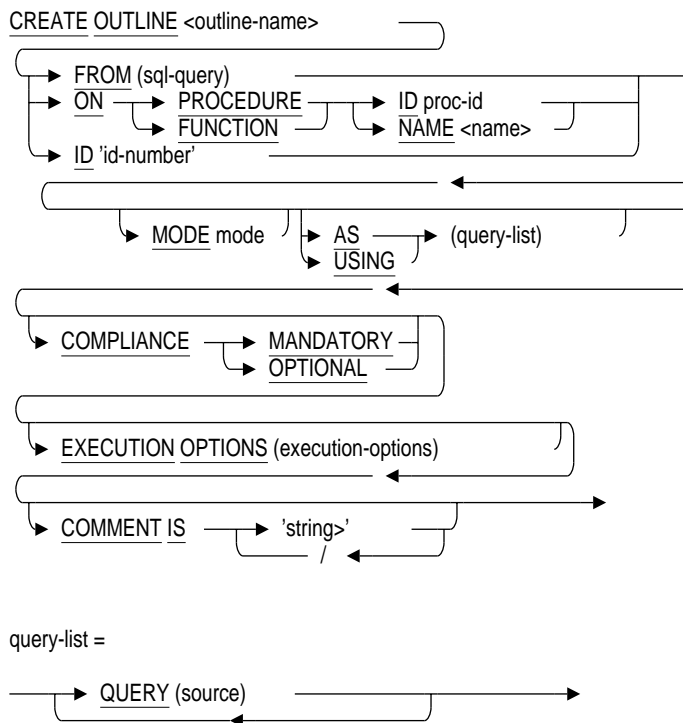 CREATE OUTLINE <outline-name>
FROM (sql-query)
ON PROCEDURE ID proc-id
FUNCTION NAME <name>
ID ’id-number’
MODE mode AS (query-list)
USING
COMPLIANCE MANDATORY
OPTIONAL
EXECUTION OPTIONS (execution-options)
COMMENT IS ’string>’
/
query-list =
QUERY (source)